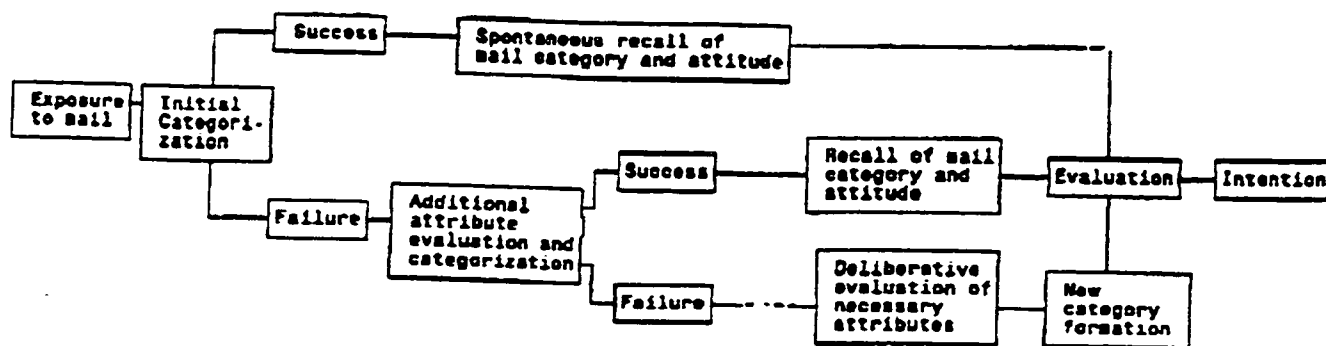 Exposure
to mail
Initial
Categori-
zation
Success
Spontaneous recall of
mail category and attitude
Failure
Additional
attribute
evaluation and
categorization
Success
Recall of mail
category and
attitude
Failure
Deliberative
evaluation of
necessary
attributes
New
category
formation
Evaluation
Intention